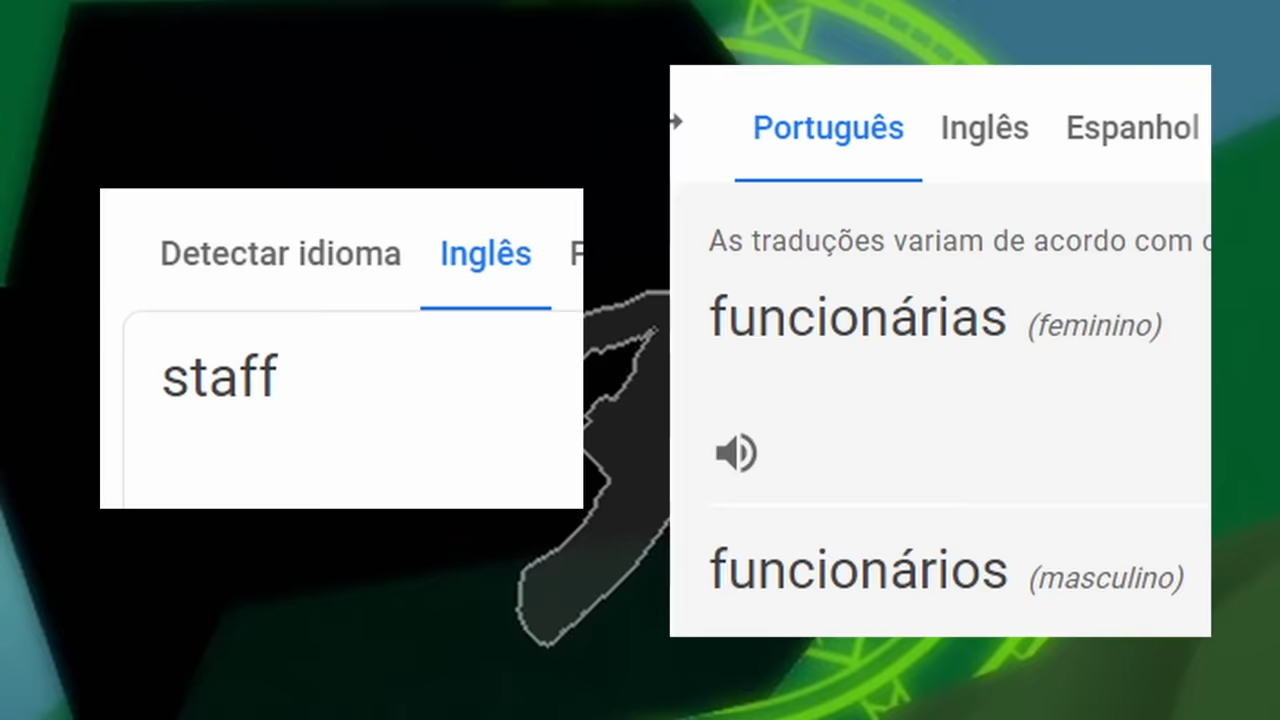 Detectar idioma Inglês
staff
Português Inglês Espanhol
As traduções variam de acordo com
funcionárias (feminino)
funcionários (masculino)